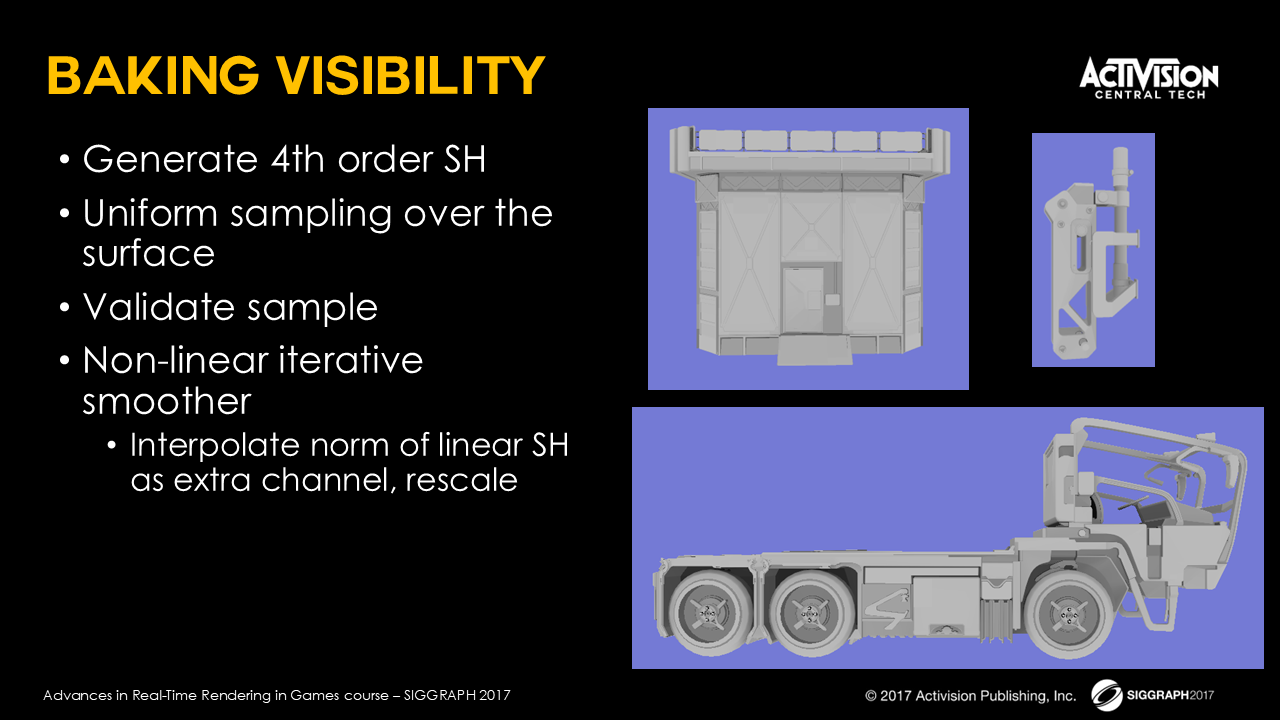 BAKING VISIBILITY
ACTIVISION
CENTRAL TECH
• Generate 4th order SH
• Uniform sampling over the
surface
• Validate sample
• Non-linear iterative
smoother
• Interpolate norm of linear SH
as extra channel, rescale
Advances in Real-Time Rendering in Games course – SIGGRAPH 2017
© 2017 Activision Publishing, Inc.
SIGGRAPH2017